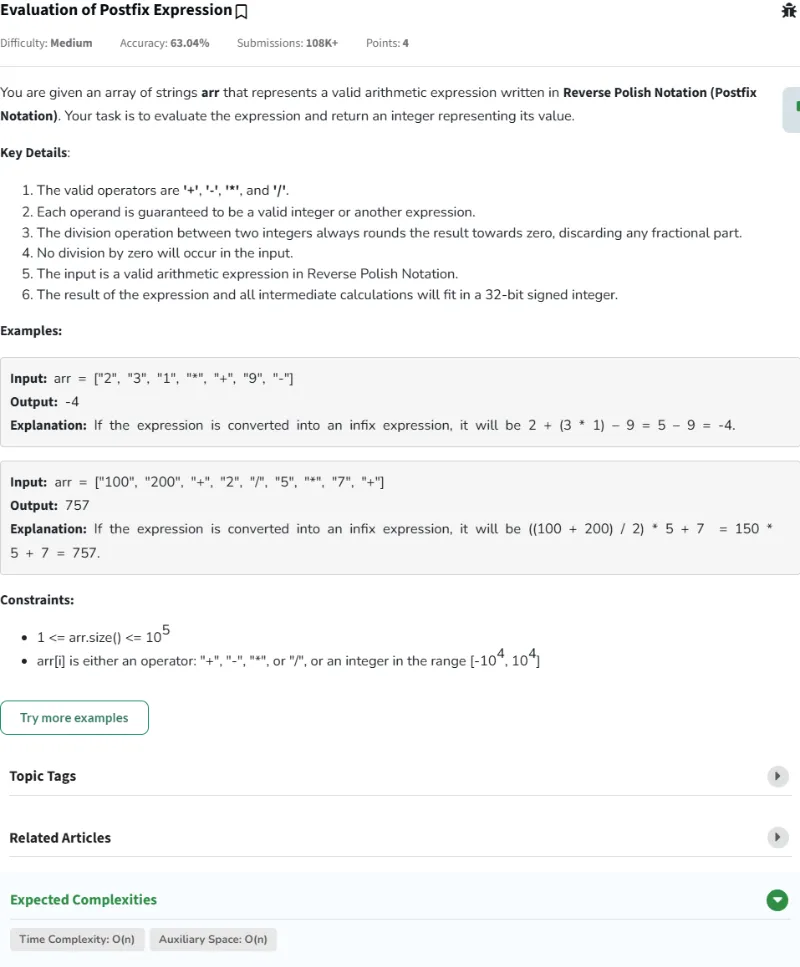 Evaluation of Postfix Expression
Difficulty: Medium Accuracy: 63.04% Submissions: 108K+ Points: 4
You are given an array of strings arr that represents a valid arithmetic expression written in Reverse Polish Notation (Postfix
Notation). Your task is to evaluate the expression and return an integer representing its value.
Key Details:
1. The valid operators are '+', '-', '*', and '/'.
2. Each operand is guaranteed to be a valid integer or another expression.
3. The division operation between two integers always rounds the result towards zero, discarding any fractional part.
4. No division by zero will occur in the input.
5. The input is a valid arithmetic expression in Reverse Polish Notation.
6. The result of the expression and all intermediate calculations will fit in a 32-bit signed integer.
Examples:
Input: arr = ["2", "3", "1", "*", "+", "9", "-"]
Output: -4
Explanation: If the expression is converted into an infix expression, it will be 2 + (3 * 1) – 9 = 5 – 9 = -4.
Input: arr = ["100", "200", "+", "2", "/", "5", "*", "7", "+"]
Output: 757
Explanation: If the expression is converted into an infix expression, it will be ((100 + 200) / 2) * 5 + 7 = 150 *
5 + 7 = 757.
Constraints:
• 1 <= arr.size() <= 10^5
• arr[i] is either an operator: "+", "-", "*", or "/", or an integer in the range [-10^4, 10^4]
Try more examples
Topic Tags
Related Articles
Expected Complexities
Time Complexity: O(n) Auxiliary Space: O(n)